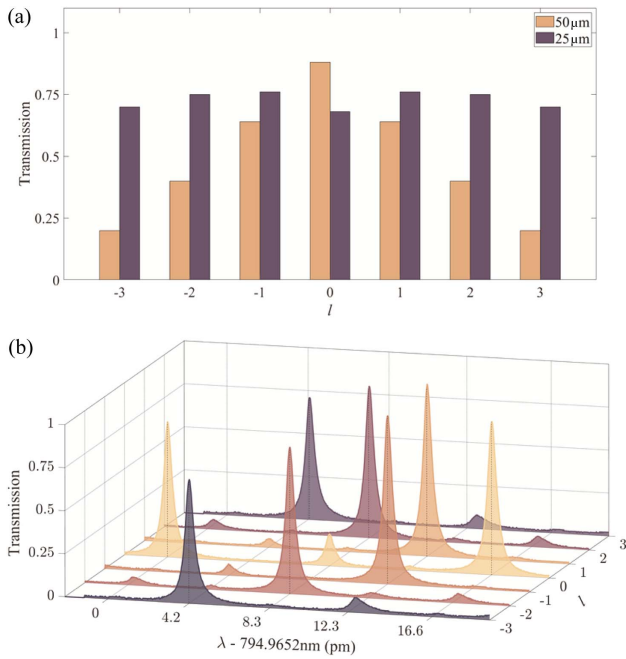 (a)
50μm
25μm
1
0.75
0.5
0.25
0
Transmission
-3 -2 -1 0 1 2 3
l
(b)
1
0.75
0.50
0.25
0
Transmission
0 4.2 8.3 12.3 16.6
λ - 794.9652nm (pm)
-3 -2 -1 0 1 2 3
l